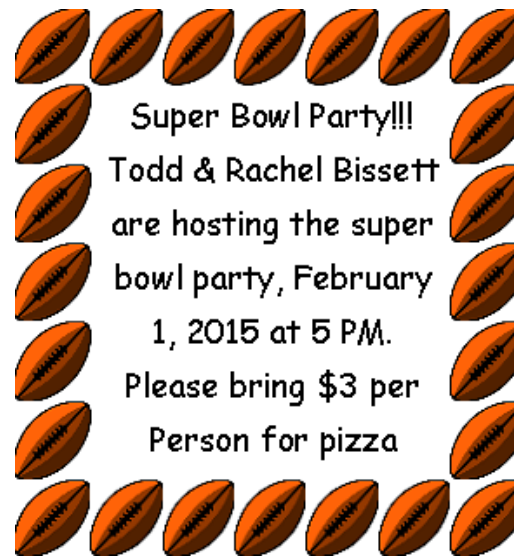 Super Bowl Party!!!
Todd & Rachel Bissett
are hosting the super
bowl party, February
1, 2015 at 5 PM.
Please bring $3 per
Person for pizza